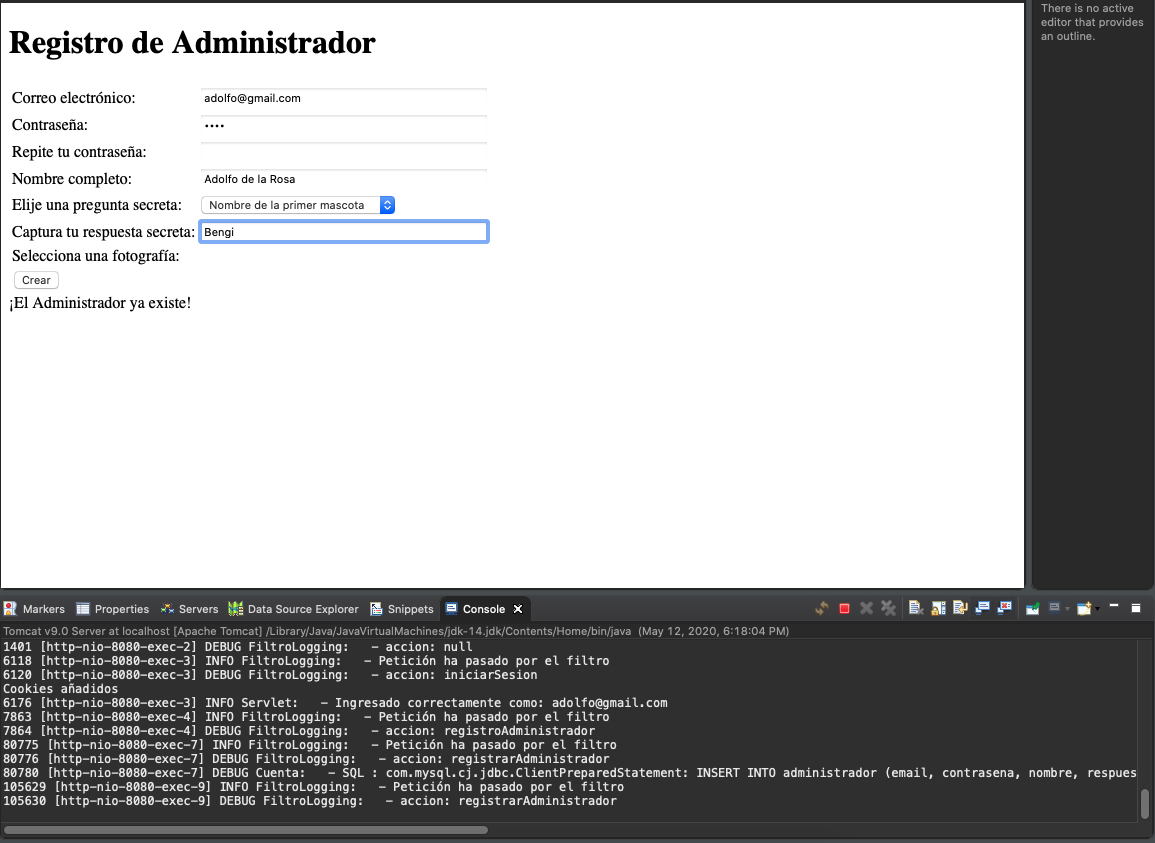 There is no active
editor that provides
an outline.
Registro de Administrador
Correo electrónico: adolfo@gmail.com
Contraseña: ••••
Repite tu contraseña:
Nombre completo: Adolfo de la Rosa
Elije una pregunta secreta: Nombre de la primer mascota
Captura tu respuesta secreta: Bengi
Selecciona una fotografía:
Crear
¡El Administrador ya existe!
Markers Properties Servers Data Source Explorer Snippets Console
Tomcat v9.0 Server at localhost [Apache Tomcat] /Library/Java/JavaVirtualMachines/jdk-14.jdk/Contents/Home/bin/java (May 12, 2020, 6:18:04 PM)
1401 [http-nio-8080-exec-2] DEBUG FiltroLogging: - accion: null
6118 [http-nio-8080-exec-3] INFO FiltroLogging: - Petición ha pasado por el filtro
6120 [http-nio-8080-exec-3] DEBUG FiltroLogging: - accion: iniciarSesion
Cookies añadidos
6176 [http-nio-8080-exec-3] INFO Servlet: - Ingresado correctamente como: adolfo@gmail.com
7863 [http-nio-8080-exec-4] INFO FiltroLogging: - Petición ha pasado por el filtro
7864 [http-nio-8080-exec-4] DEBUG FiltroLogging: - accion: registroAdministrador
80775 [http-nio-8080-exec-7] INFO FiltroLogging: - Petición ha pasado por el filtro
80776 [http-nio-8080-exec-7] DEBUG FiltroLogging: - accion: registrarAdministrador
80780 [http-nio-8080-exec-7] DEBUG Cuenta: - SQL : com.mysql.cj.jdbc.ClientPreparedStatement: INSERT INTO administrador (email, contrasena, nombre, respues
105629 [http-nio-8080-exec-9] INFO FiltroLogging: - Petición ha pasado por el filtro
105630 [http-nio-8080-exec-9] DEBUG FiltroLogging: - accion: registrarAdministrador